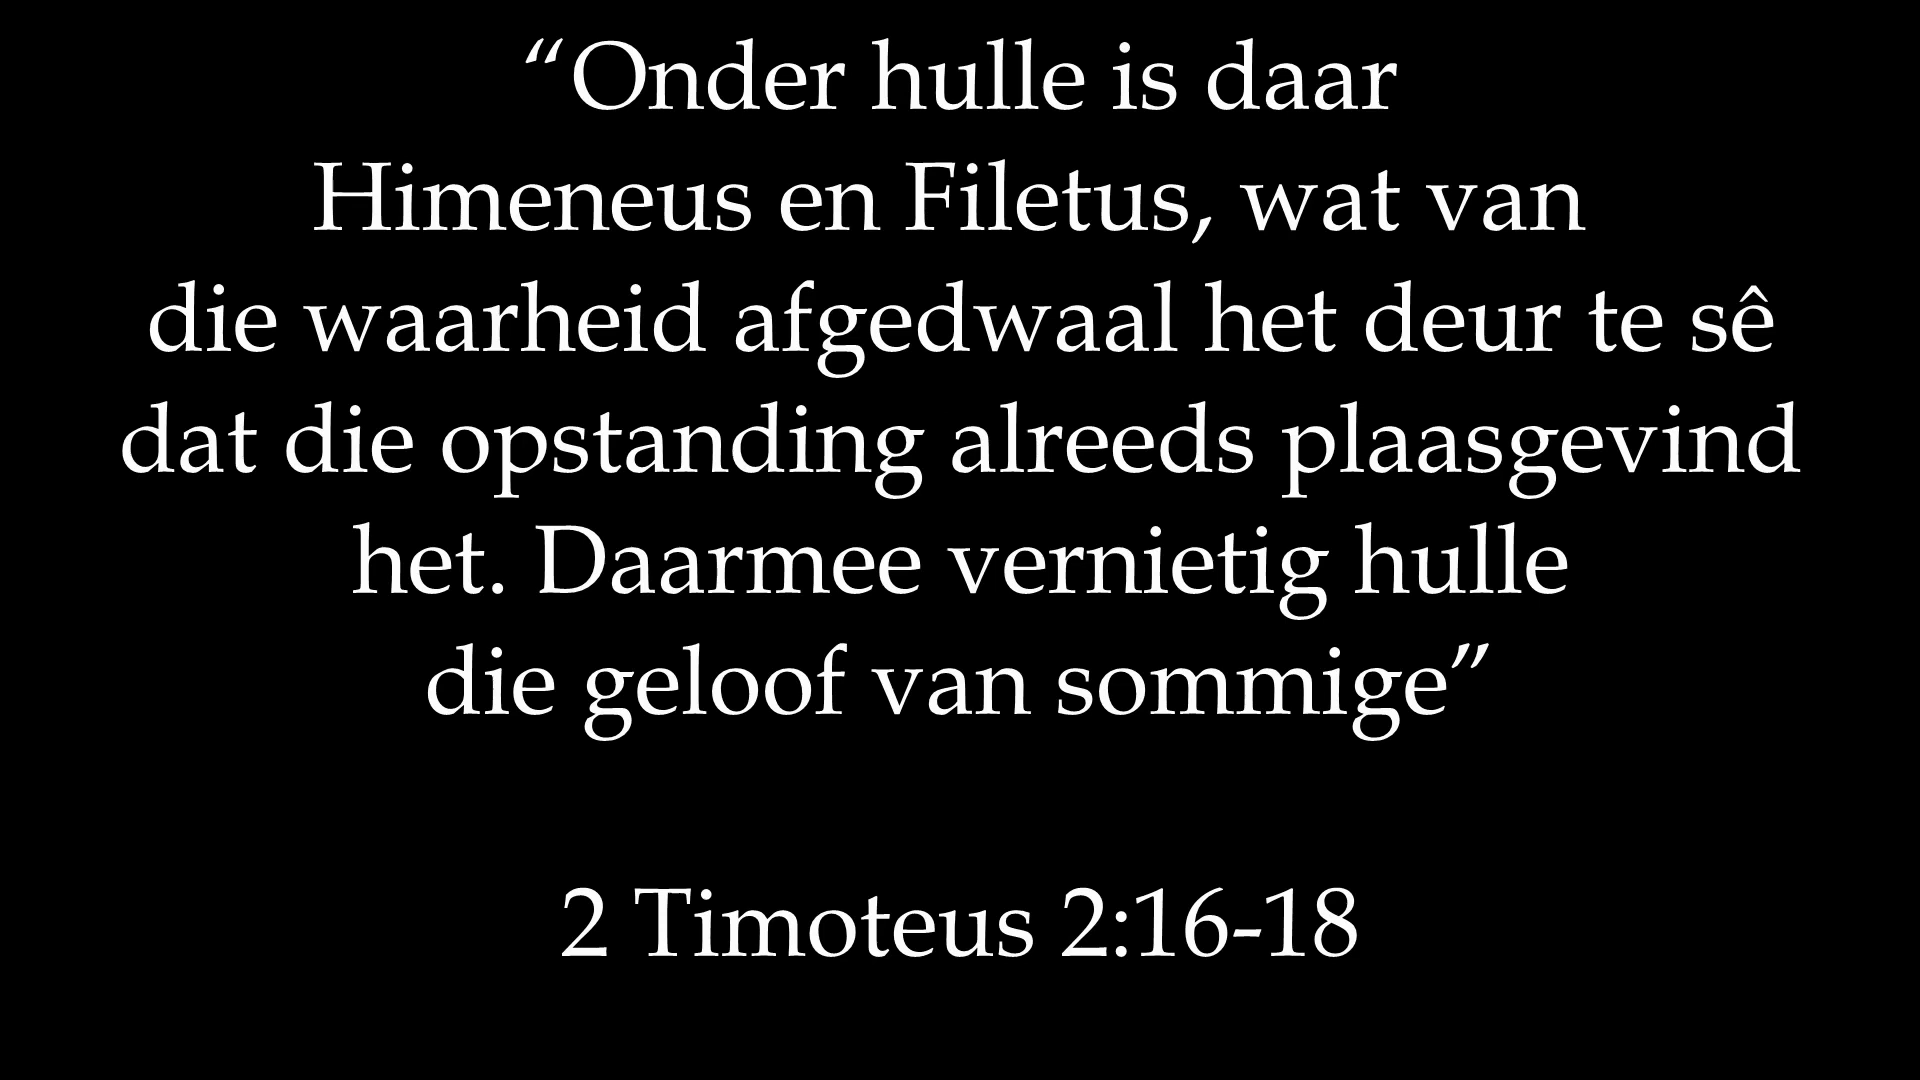 “Onder hulle is daar
Himeneus en Filetus, wat van
die waarheid afgedwaal het deur te sê
dat die opstanding alreeds plaasgevind
het. Daarmee vernietig hulle
die geloof van sommige”
2 Timoteus 2:16-18